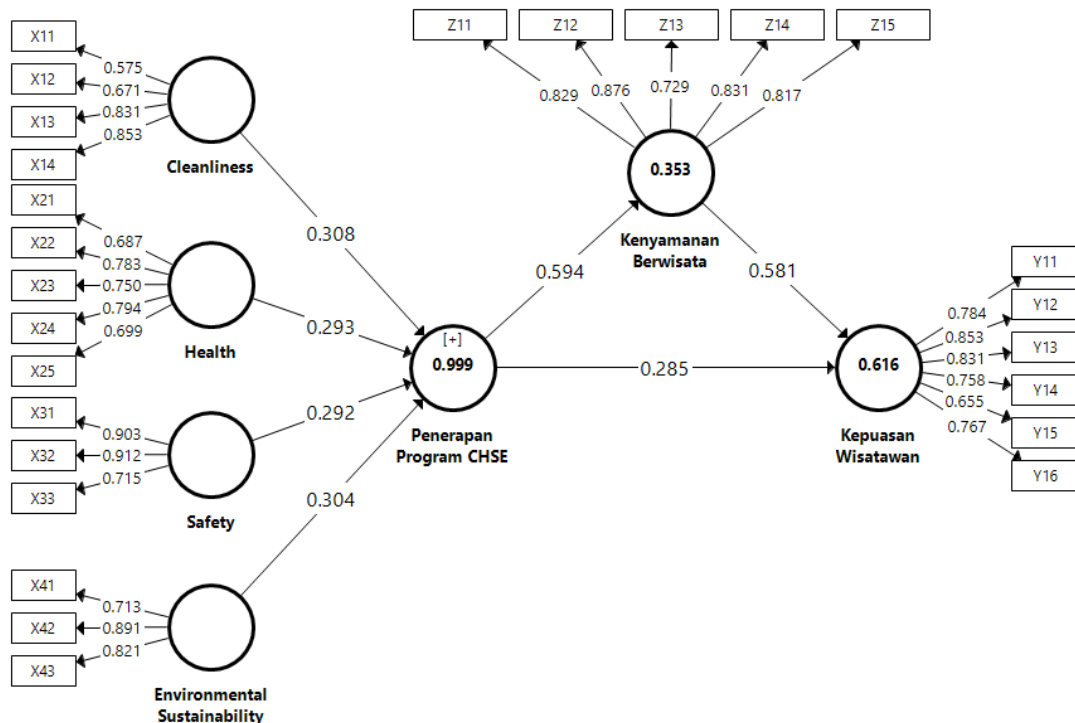 Z11
Z12
Z13
Z14
Z15
0.829
0.876
0.729
0.831
0.817
0.353
Kenyamanan
Berwisata
X11
X12
X13
X14
0.575
0.671
0.831
0.853
Cleanliness
0.308
X21
X22
X23
X24
X25
0.687
0.783
0.750
0.794
0.699
Health
0.293
X31
X32
X33
0.903
0.912
0.715
Safety
0.292
X41
X42
X43
0.713
0.891
0.821
Environmental
Sustainability
0.304
[+]
0.999
Penerapan
Program CHSE
0.594
0.581
0.285
0.616
Kepuasan
Wisatawan
0.784
0.853
0.831
0.758
0.655
0.767
Y11
Y12
Y13
Y14
Y15
Y16